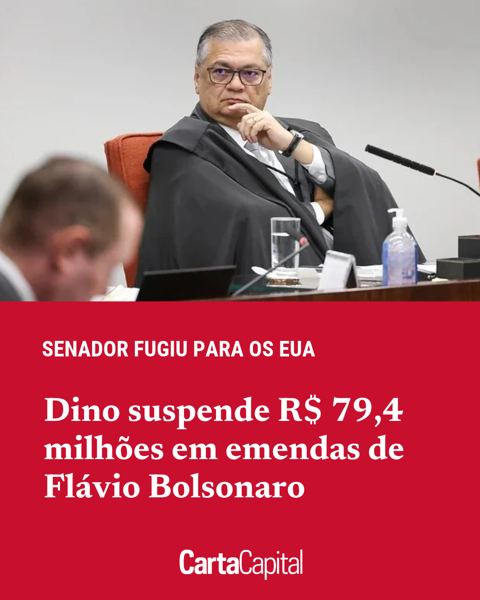 SENADOR FUGIU PARA OS EUA
Dino suspende R$ 79,4
milhões em emendas de
Flávio Bolsonaro
CartaCapital